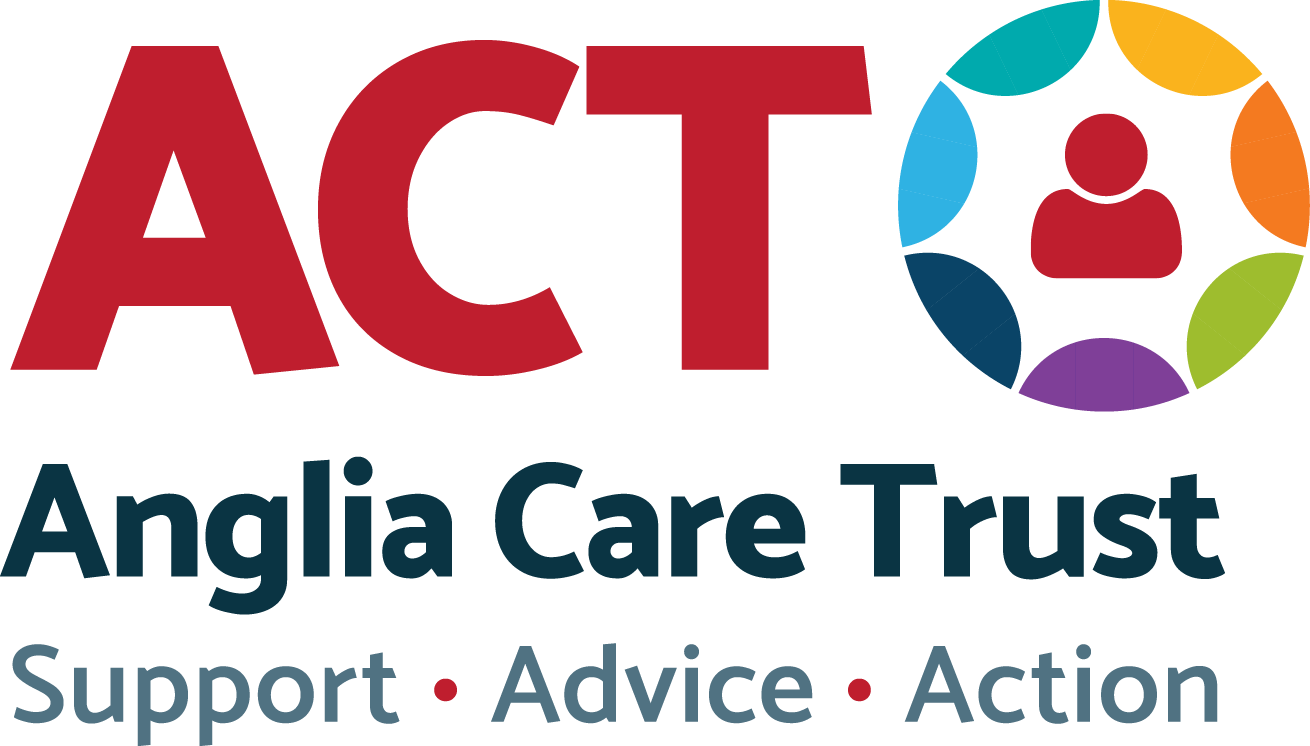 ACT
Anglia Care Trust
Support • Advice • Action